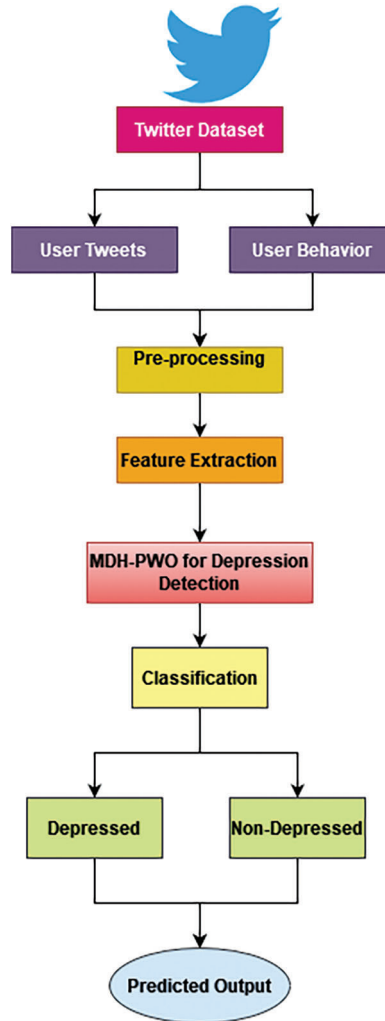 Twitter Dataset
User Tweets
User Behavior
Pre-processing
Feature Extraction
MDH-PWO for Depression
Detection
Classification
Depressed
Non-Depressed
Predicted Output